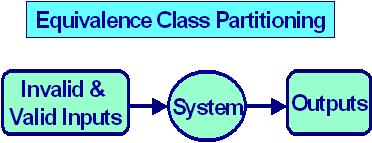 Equivalence Class Partitioning
Invalid &
Valid Inputs
System
Outputs